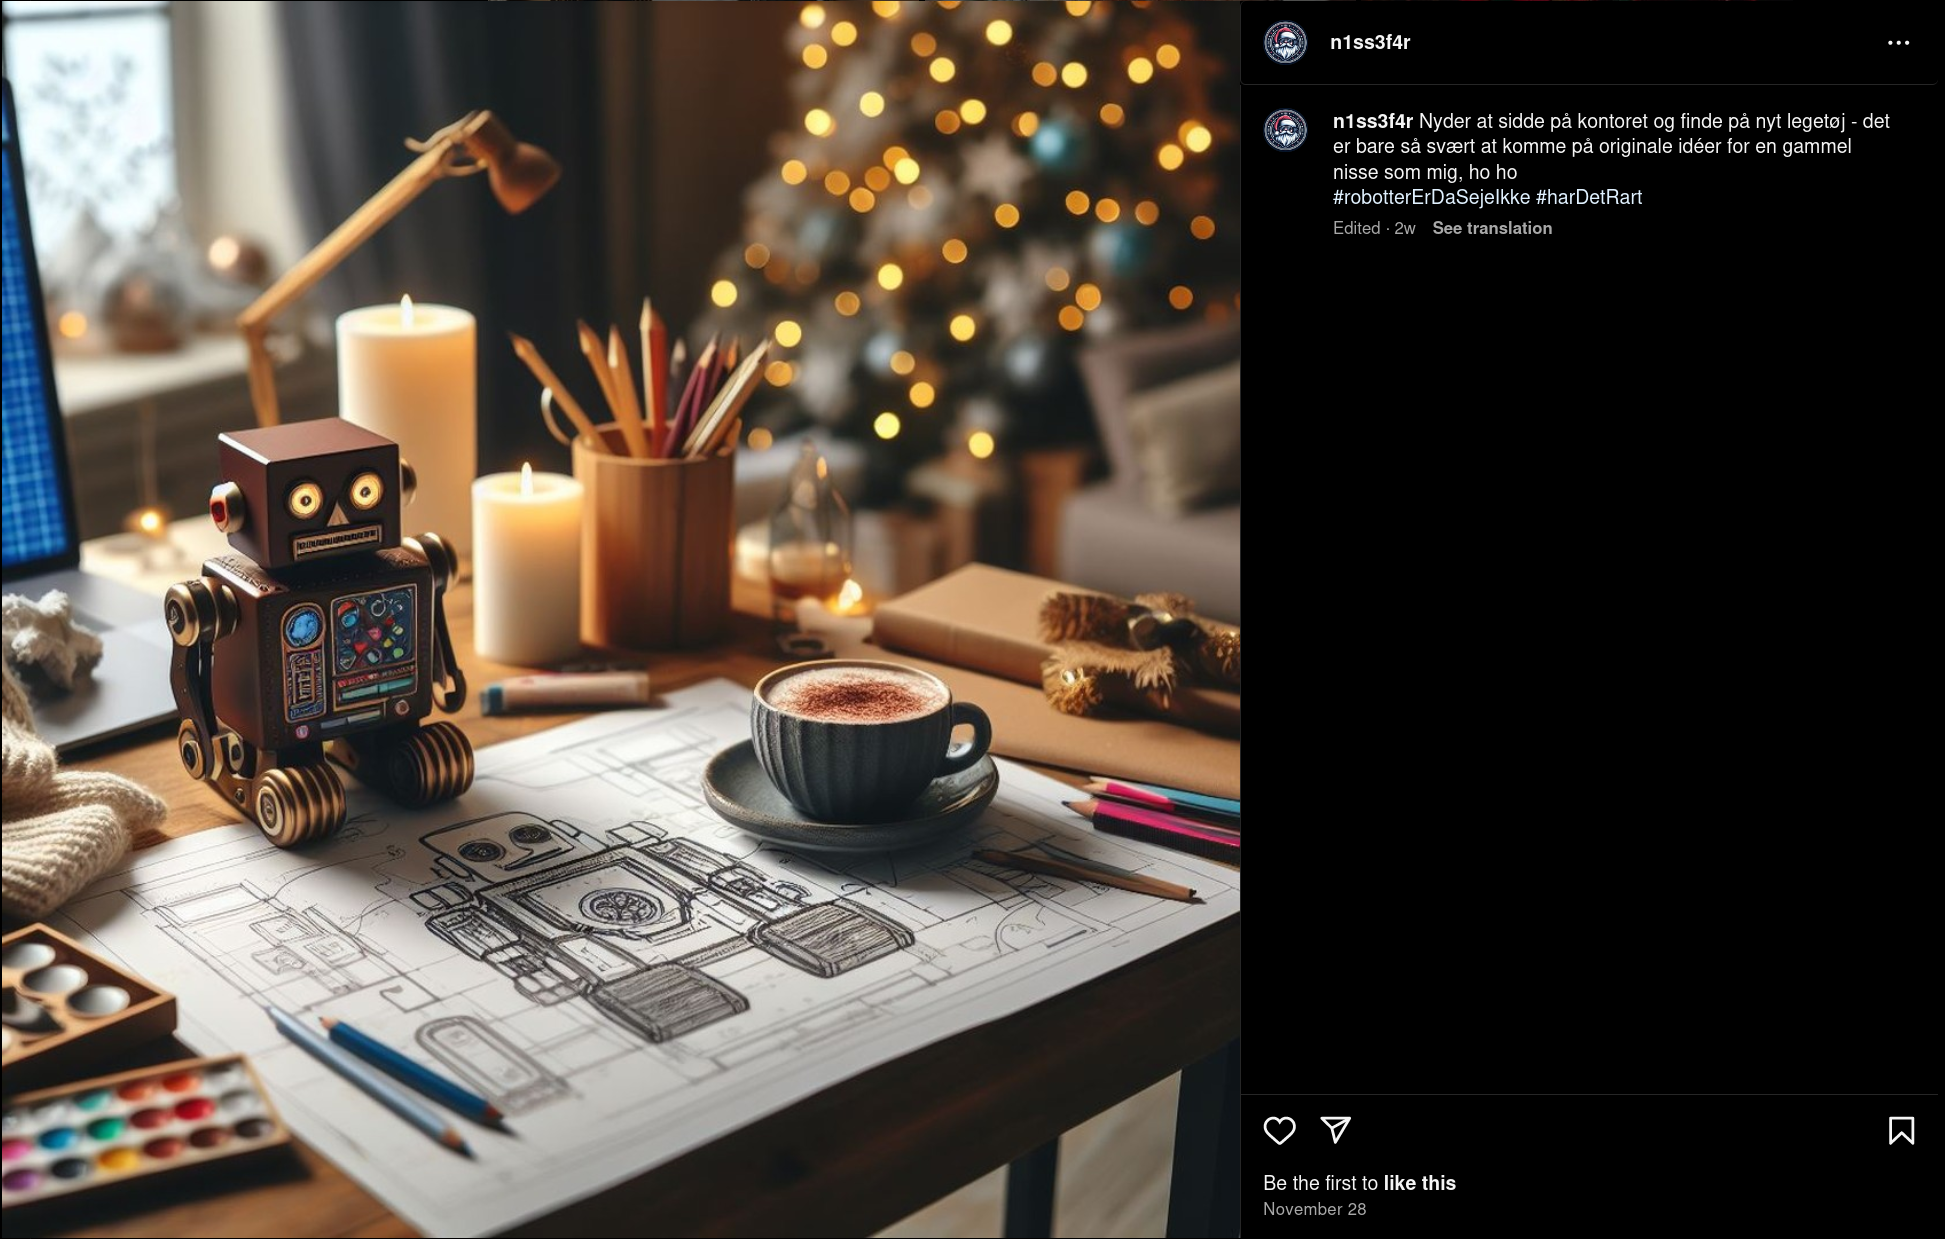 n1ss3f4r
n1ss3f4r Nyder at sidde på kontoret og finde på nyt legetøj - det
er bare så svært at komme på originale idéer for en gammel
nisse som mig, ho ho
#robotterErDaSejeIkke #harDetRart
Edited · 2w See translation
Be the first to like this
November 28